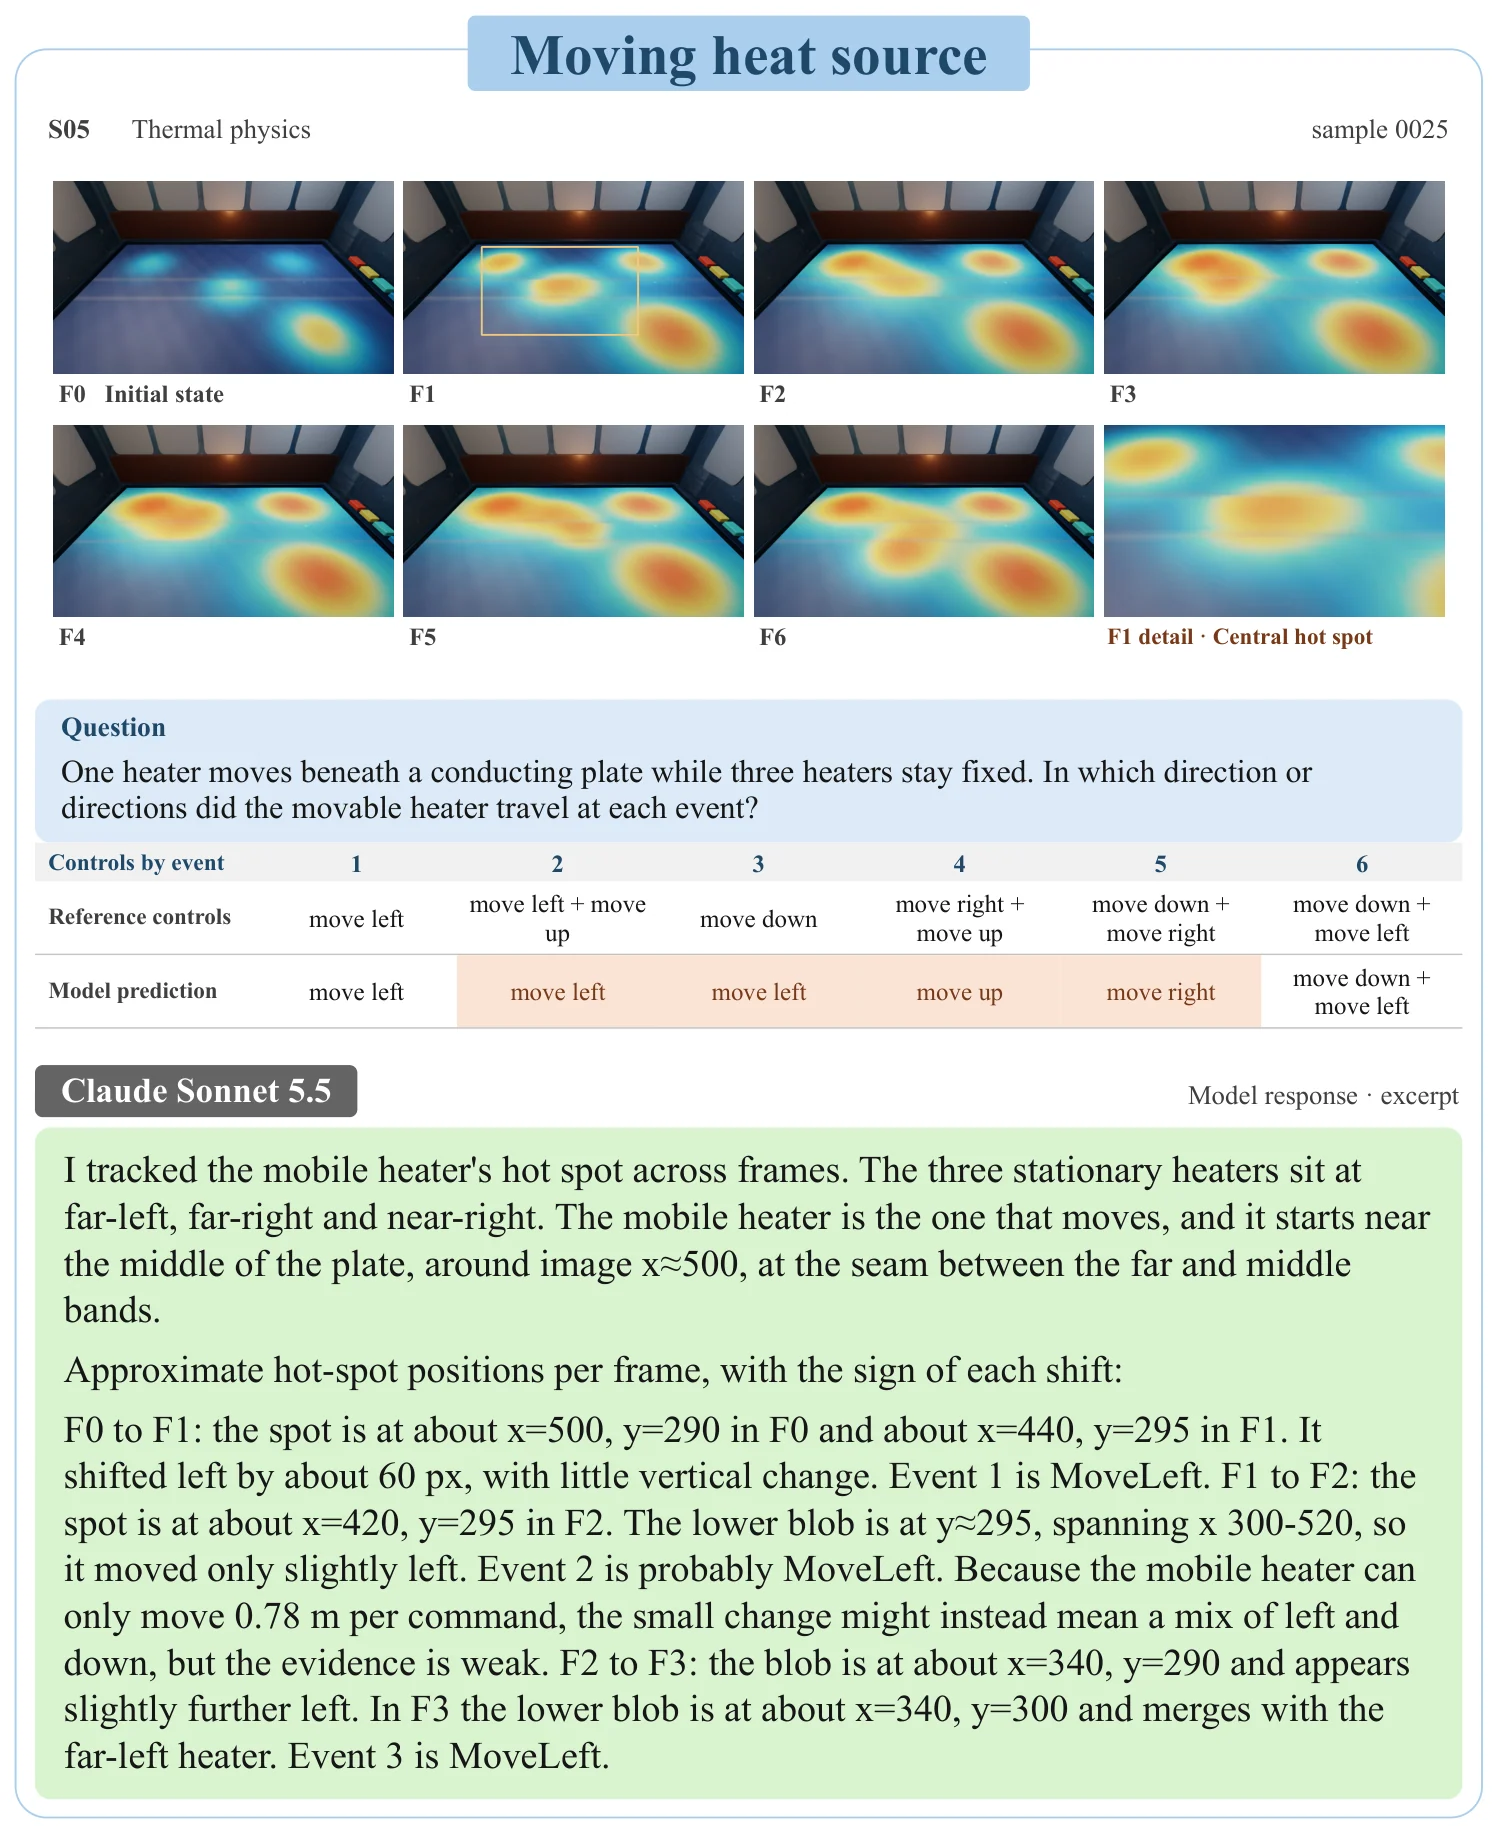 Moving heat source
S05 Thermal physics sample 0025
F0 Initial state F1 F2 F3
F4 F5 F6 F1 detail · Central hot spot
Question
One heater moves beneath a conducting plate while three heaters stay fixed. In which direction or
directions did the movable heater travel at each event?
Controls by event 1 2 3 4 5 6
Reference controls move left move left + move up move down move right + move up move down + move right move down + move left
Model prediction move left move left move left move up move right move down + move left
Claude Sonnet 5.5 Model response · excerpt
I tracked the mobile heater's hot spot across frames. The three stationary heaters sit at
far-left, far-right and near-right. The mobile heater is the one that moves, and it starts near
the middle of the plate, around image x≈500, at the seam between the far and middle
bands.
Approximate hot-spot positions per frame, with the sign of each shift:
F0 to F1: the spot is at about x=500, y=290 in F0 and about x=440, y=295 in F1. It
shifted left by about 60 px, with little vertical change. Event 1 is MoveLeft. F1 to F2: the
spot is at about x=420, y=295 in F2. The lower blob is at y≈295, spanning x 300-520, so
it moved only slightly left. Event 2 is probably MoveLeft. Because the mobile heater can
only move 0.78 m per command, the small change might instead mean a mix of left and
down, but the evidence is weak. F2 to F3: the blob is at about x=340, y=290 and appears
slightly further left. In F3 the lower blob is at about x=340, y=300 and merges with the
far-left heater. Event 3 is MoveLeft.